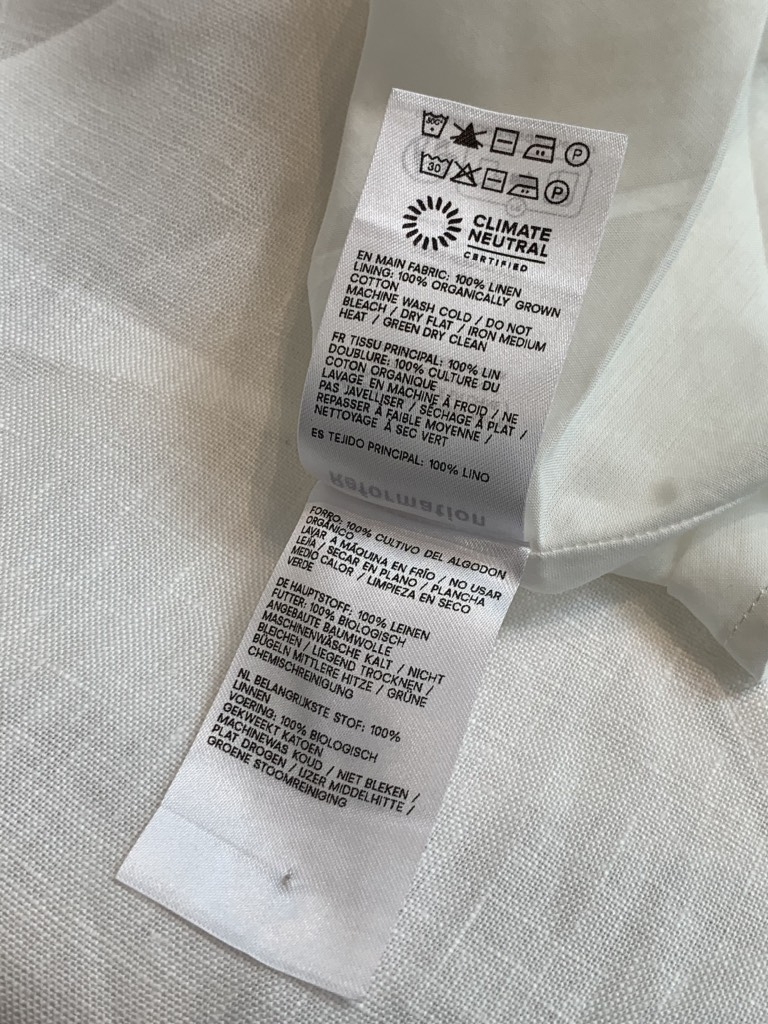 30
CLIMATE
NEUTRAL
CERTIFIED
EN MAIN FABRIC: 100% LINEN
LINING: 100% ORGANICALLY GROWN
COTTON
MACHINE WASH COLD / DO NOT
BLEACH / DRY FLAT / IRON MEDIUM
HEAT / GREEN DRY CLEAN
FR TISSU PRINCIPAL: 100% LIN
DOUBLURE: 100% CULTURE DU
COTON ORGANIQUE
LAVAGE EN MACHINE À FROID / NE
PAS JAVELLISER / SÉCHAGE À PLAT /
REPASSER À FAIBLE MOYENNE /
NETTOYAGE À SEC VERT
ES TEJIDO PRINCIPAL: 100% LINO
Reformation
FORRO: 100% CULTIVO DEL ALGODON
ORGÁNICO
LAVAR A MÁQUINA EN FRÍO / NO USAR
LEJÍA / SECAR EN PLANO / PLANCHA
MEDIO CALOR / LIMPIEZA EN SECO
VERDE
DE HAUPTSTOFF: 100% LEINEN
FUTTER: 100% BIOLOGISCH
ANGEBAUTE BAUMWOLLE
MASCHINENWÄSCHE KALT / NICHT
BLEICHEN / LIEGEND TROCKNEN /
BÜGELN MITTLERE HITZE / GRÜNE
CHEMISCHREINIGUNG
NL BELANGRIJKSTE STOF: 100%
LINNEN
VOERING: 100% BIOLOGISCH
GEKWEEKT KATOEN
MACHINEWAS KOUD / NIET BLEKEN /
PLAT DROGEN / IJZER MIDDELHITTE /
GROENE STOOMREINIGING